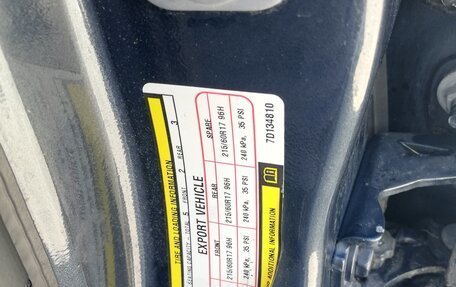 TIRE AND LOADING INFORMATION
SEATING CAPACITY - TOTAL 5 FRONT 2 REAR 3
EXPORT VEHICLE
FRONT REAR SPARE
215/60R17 96H 215/60R17 96H 215/60R17 96H
240 kPa, 35 PSI 240 kPa, 35 PSI 240 kPa, 35 PSI
ADDITIONAL INFORMATION
7D134810